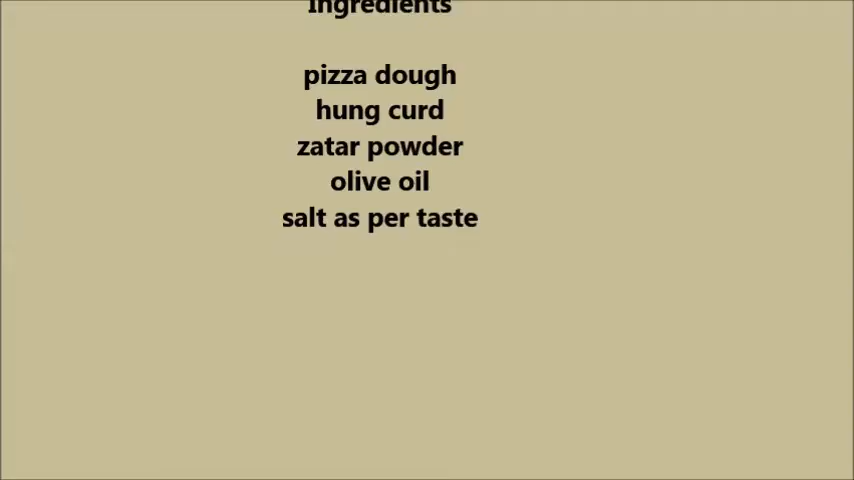 Ingredients
pizza dough
hung curd
zatar powder
olive oil
salt as per taste